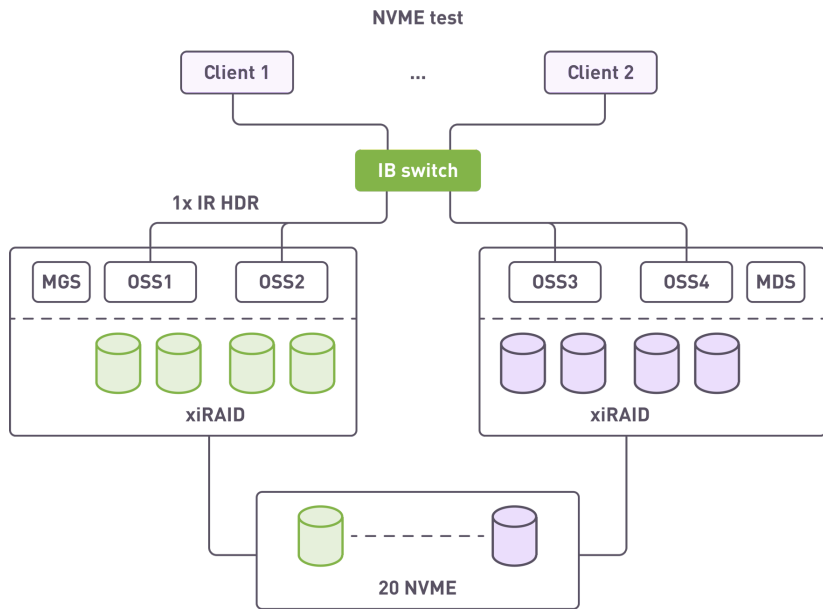 NVME test
Client 1
...
Client 2
IB switch
1x IR HDR
MGS
OSS1
OSS2
OSS3
OSS4
MDS
xiRAID
xiRAID
20 NVME